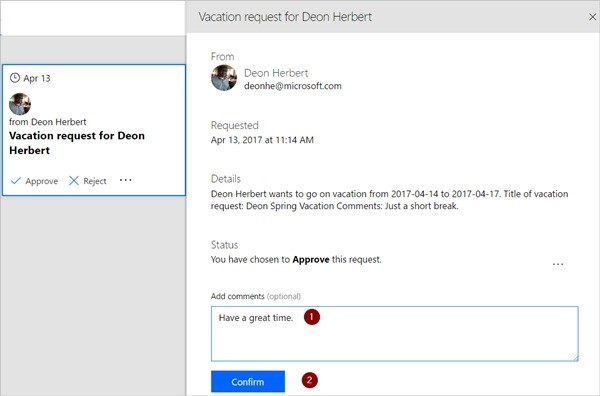 Vacation request for Deon Herbert
Apr 13
from Deon Herbert
Vacation request for Deon
Herbert
Approve Reject ...
From
Deon Herbert
deonhe@microsoft.com
Requested
Apr 13, 2017 at 11:14 AM
Details
Deon Herbert wants to go on vacation from 2017-04-14 to 2017-04-17. Title of vacation
request: Deon Spring Vacation Comments: Just a short break.
Status
You have chosen to Approve this request. ...
Add comments (optional)
Have a great time. 1
Confirm 2